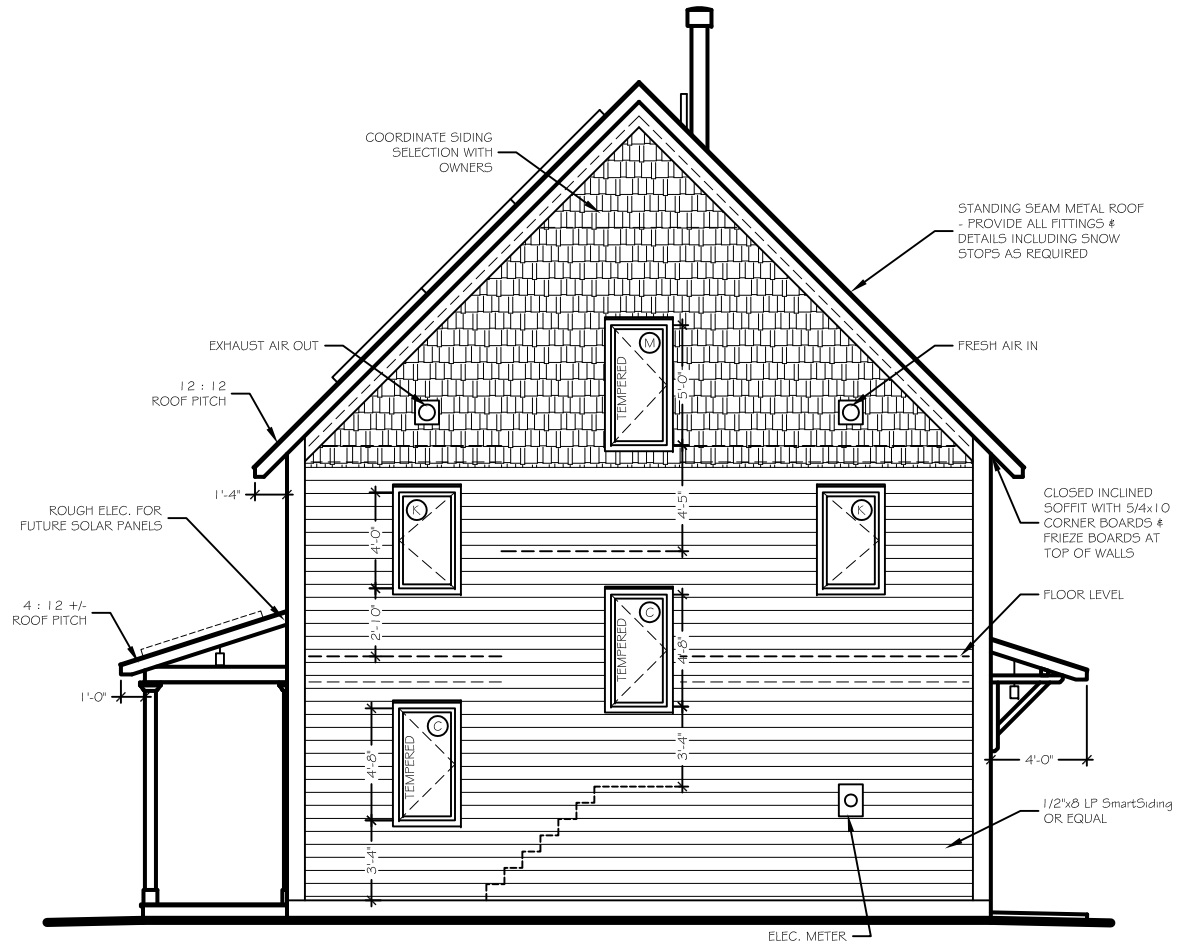 COORDINATE SIDING
SELECTION WITH
OWNERS
STANDING SEAM METAL ROOF
- PROVIDE ALL FITTINGS &
DETAILS INCLUDING SNOW
STOPS AS REQUIRED
EXHAUST AIR OUT
M
TEMPERED
5'-0"
FRESH AIR IN
12 : 12
ROOF PITCH
1'-4"
ROUGH ELEC. FOR
FUTURE SOLAR PANELS
K
4'-0"
4'-5"
K
CLOSED INCLINED
SOFFIT WITH 5/4x10
CORNER BOARDS &
FRIEZE BOARDS AT
TOP OF WALLS
4 : 12 +/-
ROOF PITCH
2'-10"
C
TEMPERED
4'-8"
FLOOR LEVEL
1'-0"
C
TEMPERED
4'-8"
3'-4"
4'-0"
1/2"x8 LP SmartSiding
OR EQUAL
3'-4"
ELEC. METER